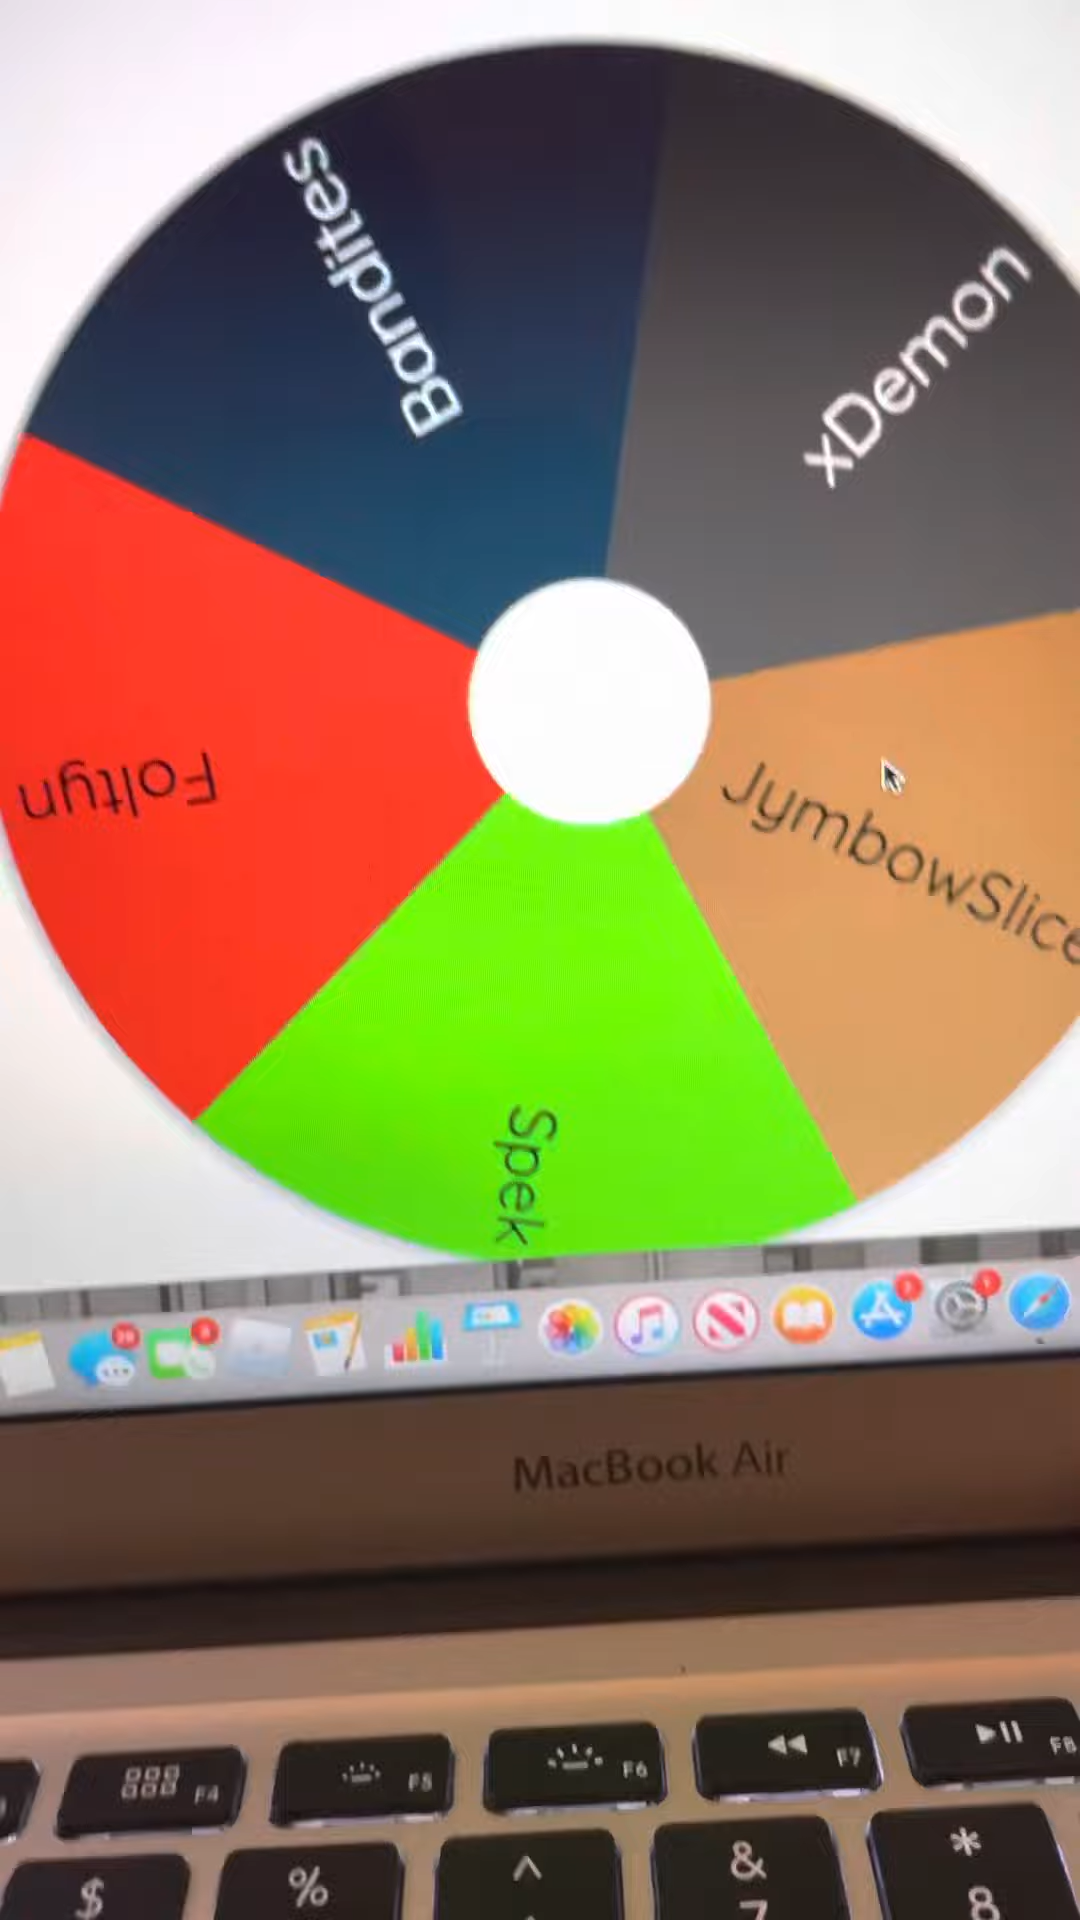 Bandites
xDemon
Foltyn
JymbowSlice
Spek
MacBook Air
F4
F5
F6
F7
F8
$
%
^
&
7
*
8